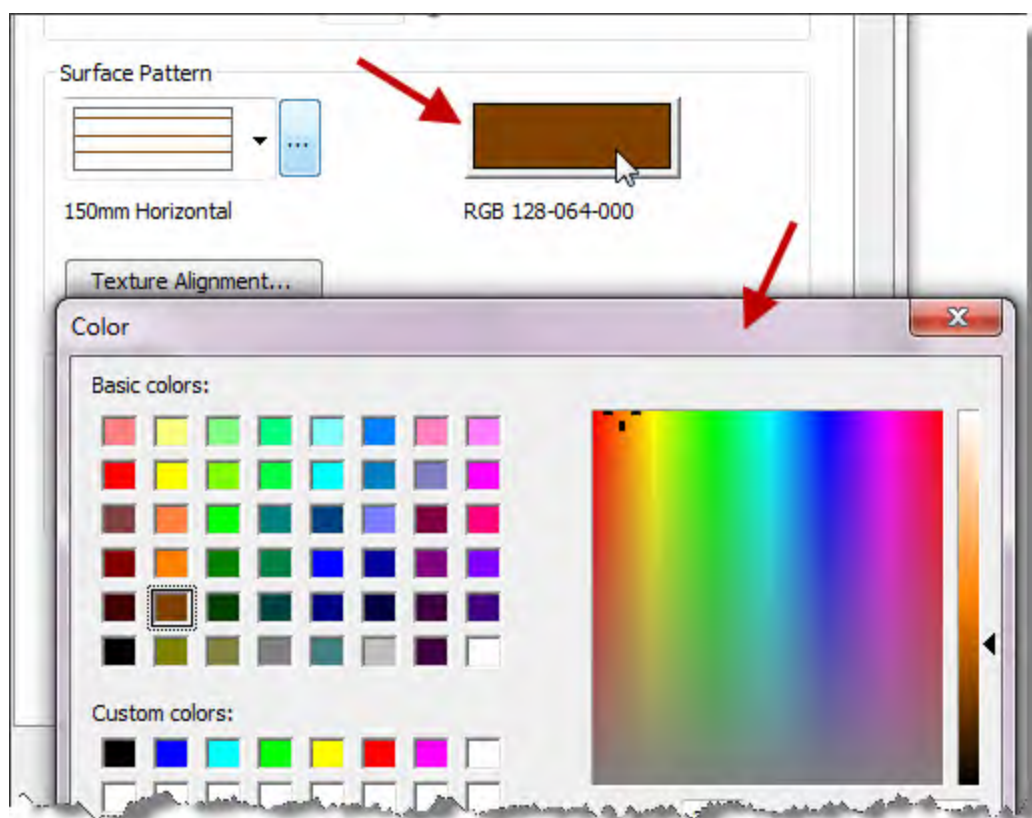 Surface Pattern
...
150mm Horizontal
RGB 128-064-000
Texture Alignment...
Color
Basic colors:
Custom colors: